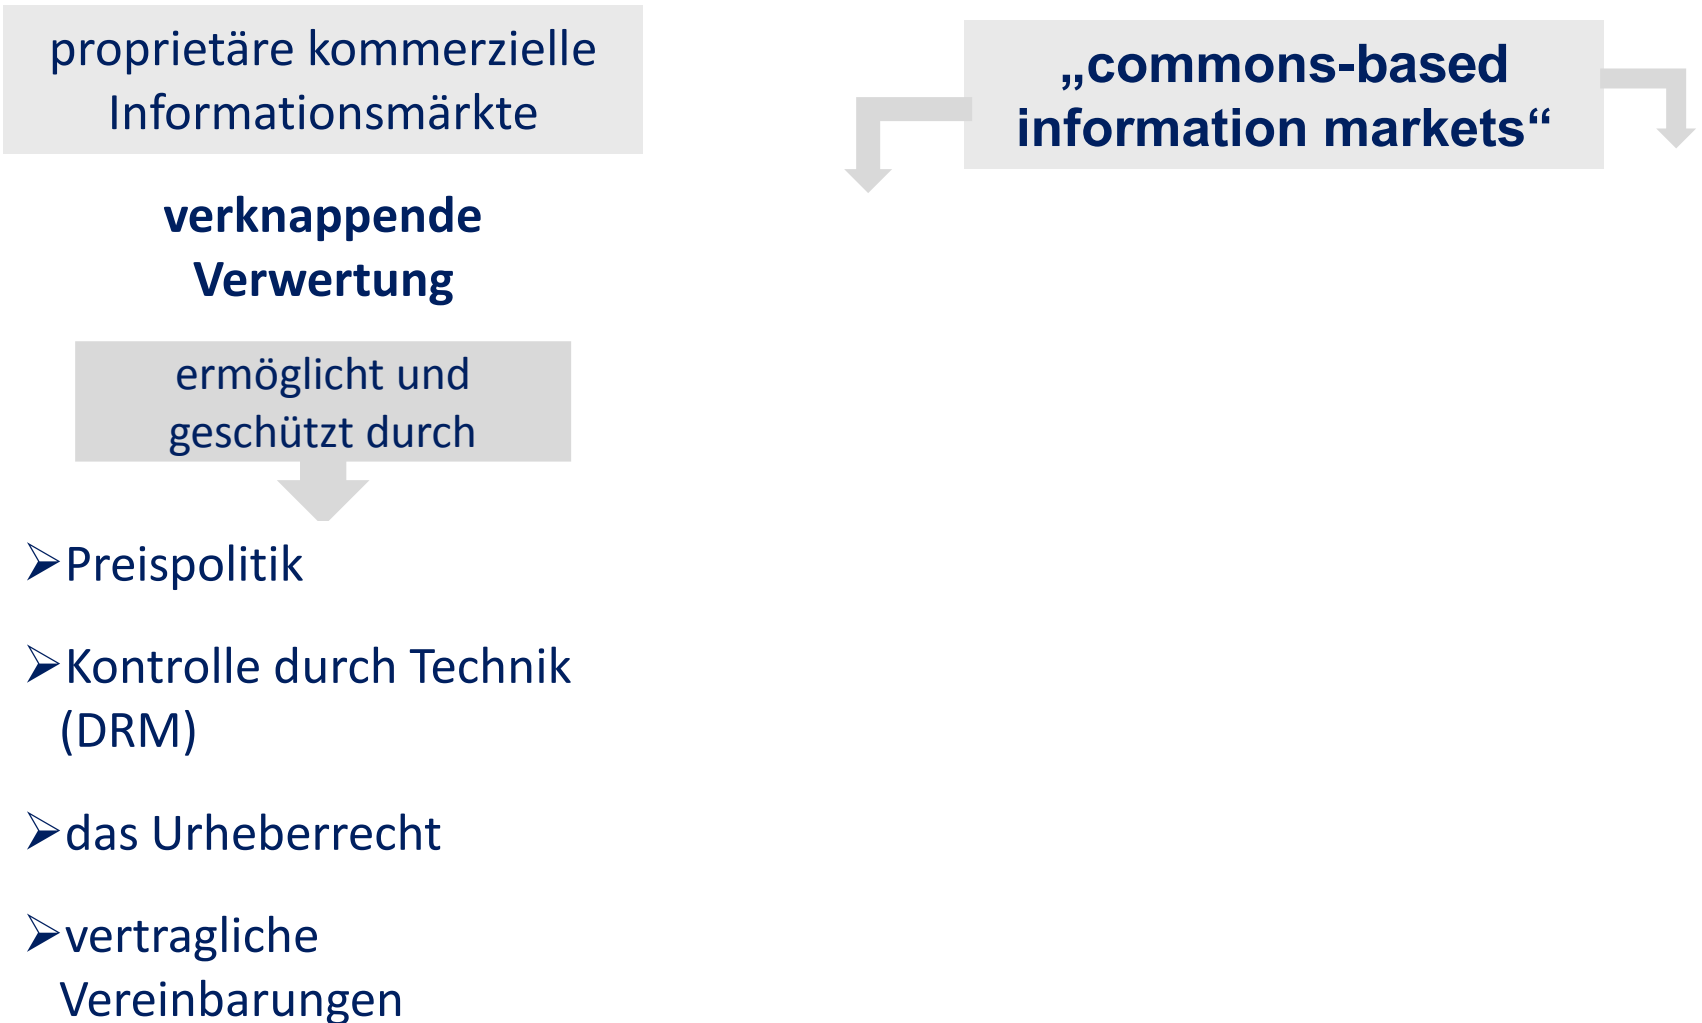 proprietäre kommerzielle
Informationsmärkte
verknappende
Verwertung
ermöglicht und
geschützt durch
➢Preispolitik
➢Kontrolle durch Technik
(DRM)
➢das Urheberrecht
➢vertragliche
Vereinbarungen
„commons-based
information markets“